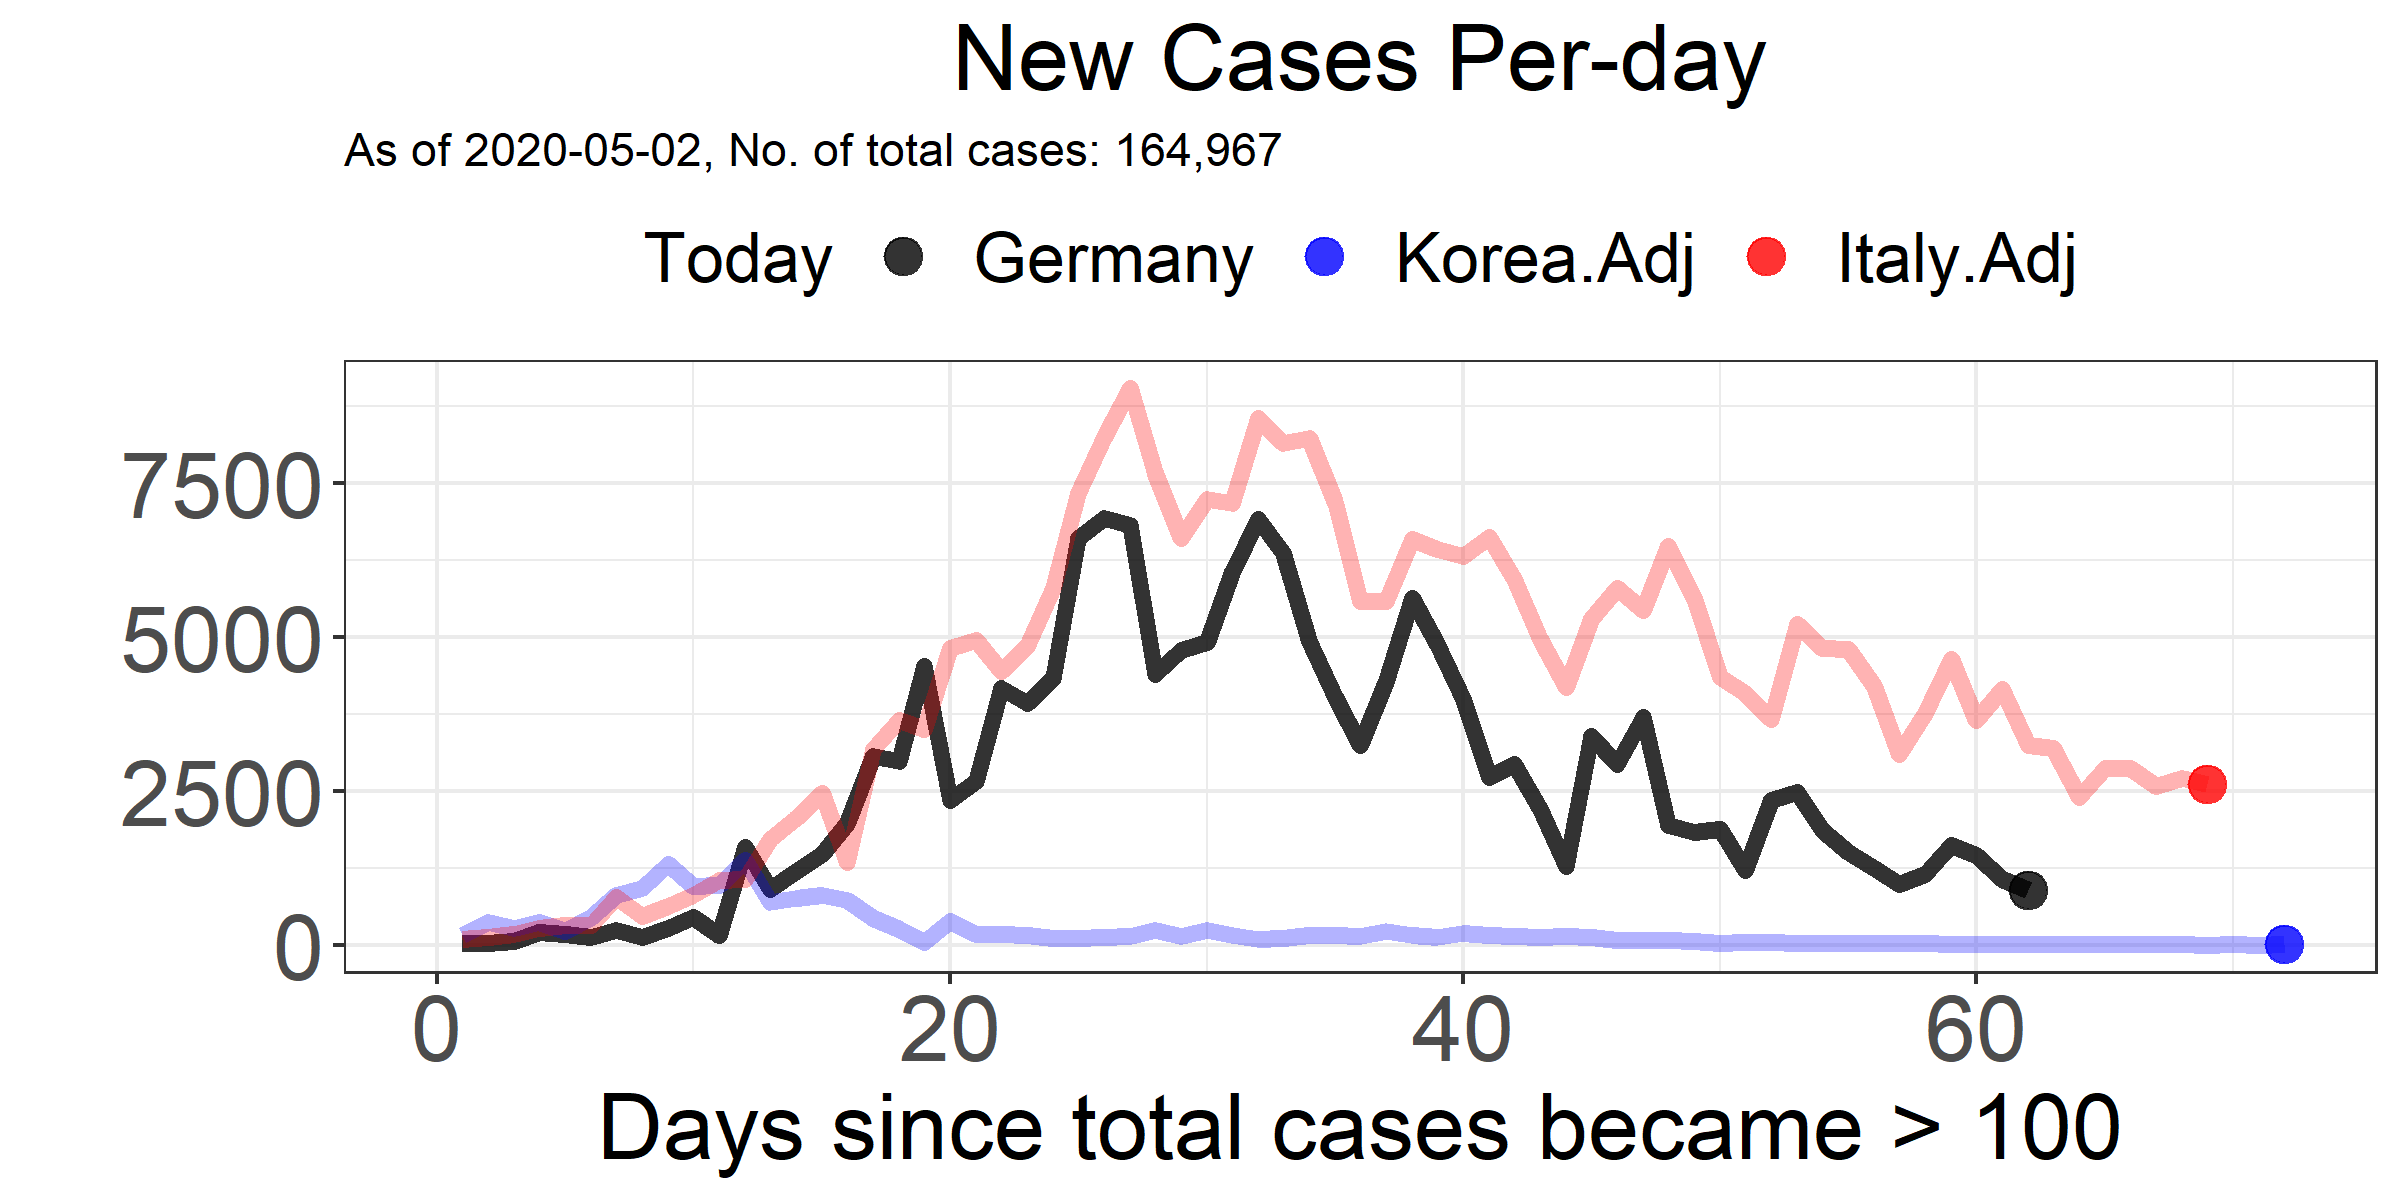 New Cases Per-day
As of 2020-05-02, No. of total cases: 164,967
Today Germany Korea.Adj Italy.Adj
7500
5000
2500
0
0 20 40 60
Days since total cases became > 100